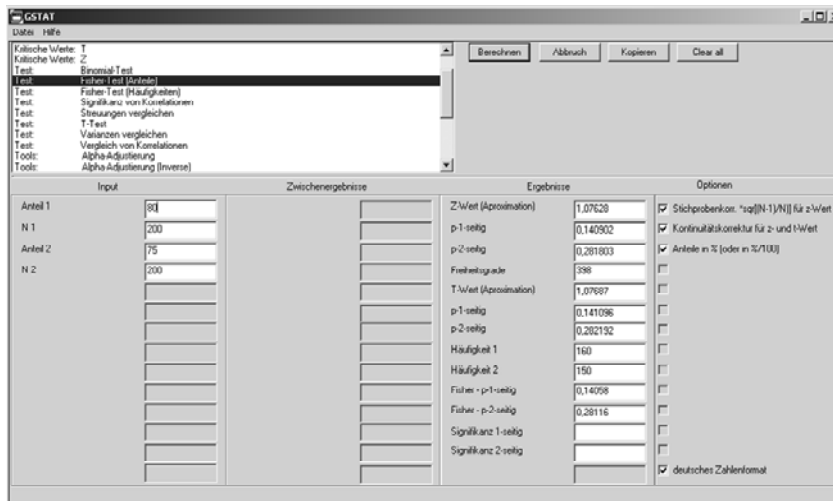 GSTAT
Datei Hilfe
Kritische Werte: T
Kritische Werte: Z
Test: Binomial-Test
Test: Fisher-Test (Anteile)
Test: Fisher-Test (Häufigkeiten)
Test: Signifikanz von Korrelationen
Test: Streuungen vergleichen
Test: T-Test
Test: Varianzen vergleichen
Test: Vergleich von Korrelationen
Tools: Alpha-Adjustierung
Tools: Alpha-Adjustierung (Inverse)
Berechnen Abbruch Kopieren Clear all
Input Zwischenergebnisse Ergebnisse Optionen
Anteil 1 80 Z-Wert (Aproximation) 1,07628 Stichprobenkorr. *sqr[(N-1)/N)] für z-Wert
N 1 200 p-1-seitig 0,140902 Kontinuitätskorrektur für z- und t-Wert
Anteil 2 75 p-2-seitig 0,281803 Anteile in % (oder in %/100)
N 2 200 Freiheitsgrade 398
T-Wert (Aproximation) 1,07687
p-1-seitig 0,141096
p-2-seitig 0,282192
Häufigkeit 1 160
Häufigkeit 2 150
Fisher - p-1-seitig 0,14058
Fisher - p-2-seitig 0,28116
Signifikanz 1-seitig
Signifikanz 2-seitig
deutsches Zahlenformat